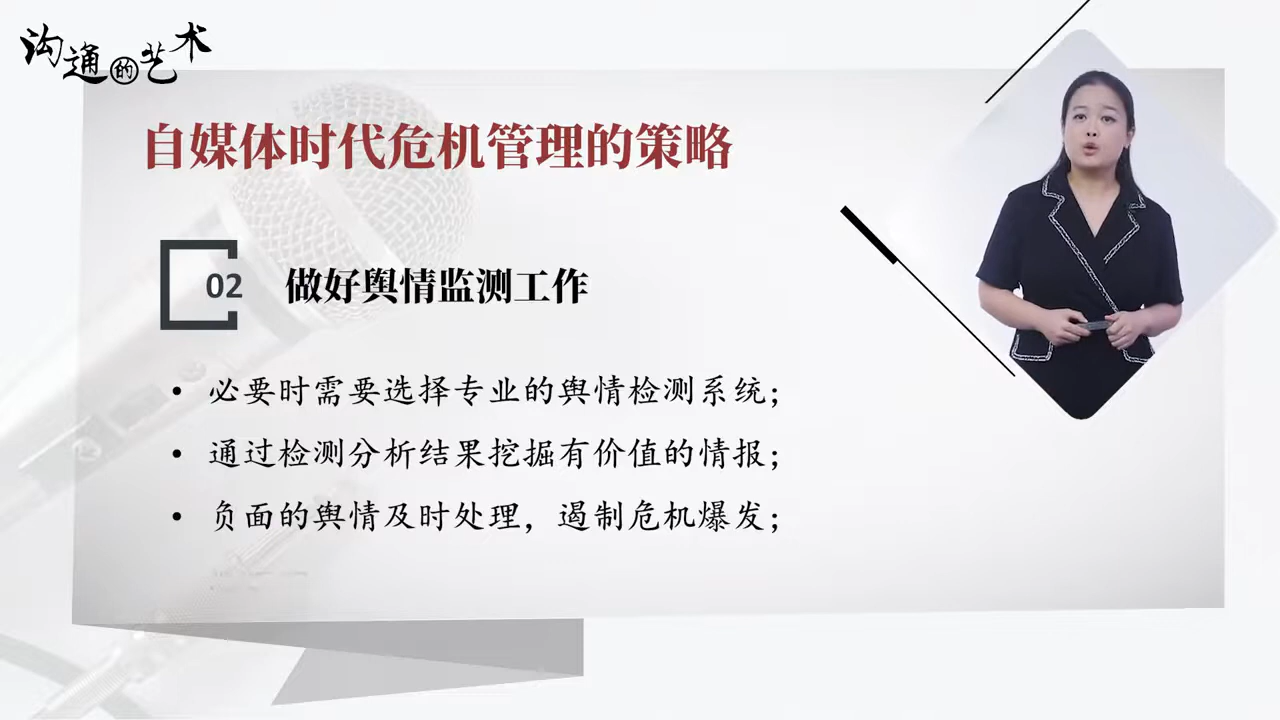 沟通的艺术
自媒体时代危机管理的策略
02 做好舆情监测工作
• 必要时需要选择专业的舆情检测系统；
• 通过检测分析结果挖掘有价值的情报；
• 负面的舆情及时处理，遏制危机爆发；